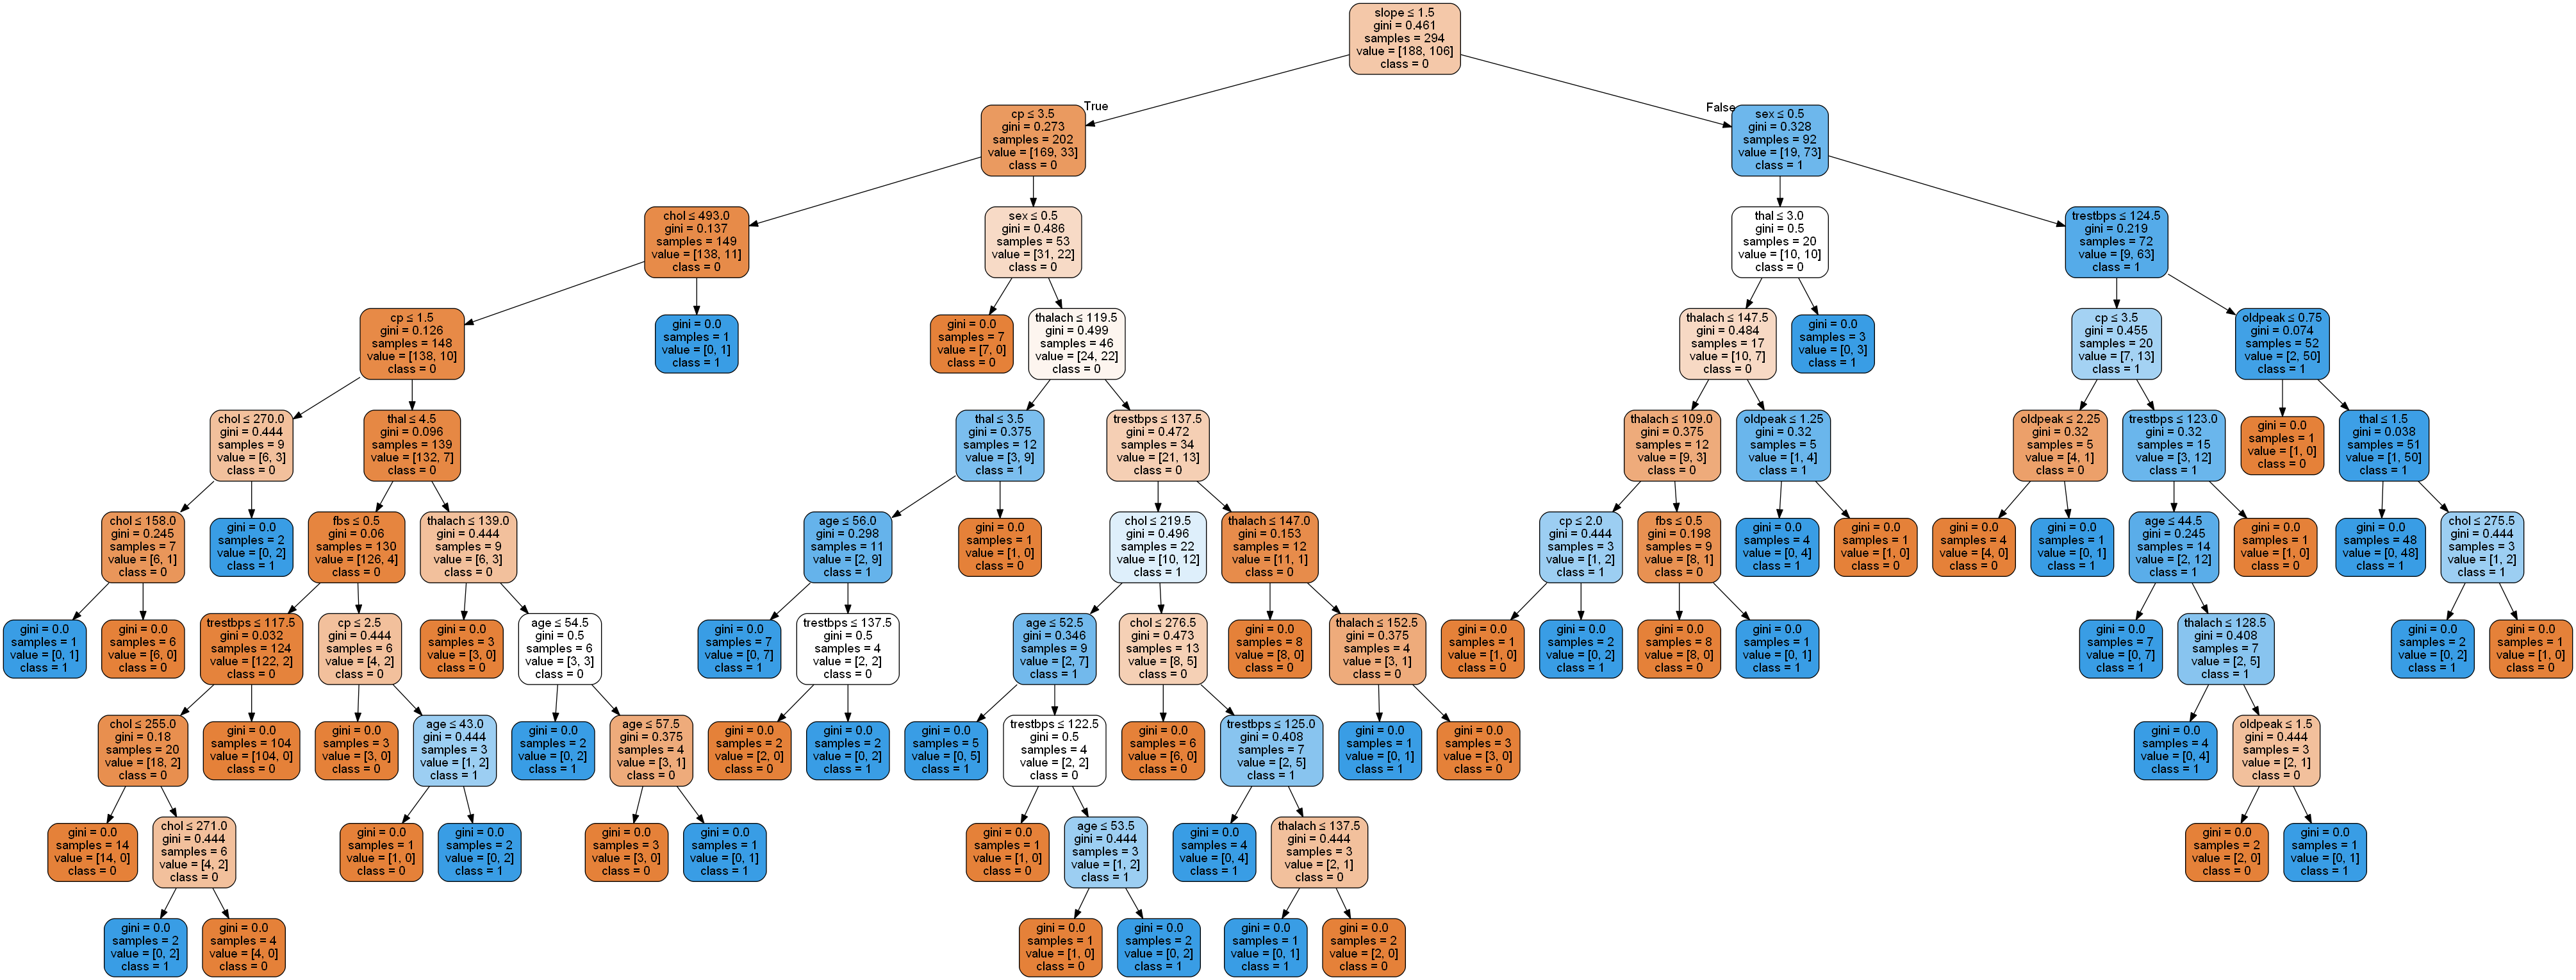 slope ≤ 1.5
gini = 0.461
samples = 294
value = [188, 106]
class = 0
True
False
cp ≤ 3.5
gini = 0.273
samples = 202
value = [169, 33]
class = 0
sex ≤ 0.5
gini = 0.328
samples = 92
value = [19, 73]
class = 1
chol ≤ 493.0
gini = 0.137
samples = 149
value = [138, 11]
class = 0
sex ≤ 0.5
gini = 0.486
samples = 53
value = [31, 22]
class = 0
thal ≤ 3.0
gini = 0.5
samples = 20
value = [10, 10]
class = 0
trestbps ≤ 124.5
gini = 0.219
samples = 72
value = [9, 63]
class = 1
cp ≤ 1.5
gini = 0.126
samples = 148
value = [138, 10]
class = 0
gini = 0.0
samples = 1
value = [0, 1]
class = 1
gini = 0.0
samples = 7
value = [7, 0]
class = 0
thalach ≤ 119.5
gini = 0.499
samples = 46
value = [24, 22]
class = 0
thalach ≤ 147.5
gini = 0.484
samples = 17
value = [10, 7]
class = 0
gini = 0.0
samples = 3
value = [0, 3]
class = 1
cp ≤ 3.5
gini = 0.455
samples = 20
value = [7, 13]
class = 1
oldpeak ≤ 0.75
gini = 0.074
samples = 52
value = [2, 50]
class = 1
chol ≤ 270.0
gini = 0.444
samples = 9
value = [6, 3]
class = 0
thal ≤ 4.5
gini = 0.096
samples = 139
value = [132, 7]
class = 0
thal ≤ 3.5
gini = 0.375
samples = 12
value = [3, 9]
class = 1
trestbps ≤ 137.5
gini = 0.472
samples = 34
value = [21, 13]
class = 0
thalach ≤ 109.0
gini = 0.375
samples = 12
value = [9, 3]
class = 0
oldpeak ≤ 1.25
gini = 0.32
samples = 5
value = [1, 4]
class = 1
oldpeak ≤ 2.25
gini = 0.32
samples = 5
value = [4, 1]
class = 0
trestbps ≤ 123.0
gini = 0.32
samples = 15
value = [3, 12]
class = 1
gini = 0.0
samples = 1
value = [1, 0]
class = 0
thal ≤ 1.5
gini = 0.038
samples = 51
value = [1, 50]
class = 1
chol ≤ 158.0
gini = 0.245
samples = 7
value = [6, 1]
class = 0
gini = 0.0
samples = 2
value = [0, 2]
class = 1
fbs ≤ 0.5
gini = 0.06
samples = 130
value = [126, 4]
class = 0
thalach ≤ 139.0
gini = 0.444
samples = 9
value = [6, 3]
class = 0
age ≤ 56.0
gini = 0.298
samples = 11
value = [2, 9]
class = 1
gini = 0.0
samples = 1
value = [1, 0]
class = 0
chol ≤ 219.5
gini = 0.496
samples = 22
value = [10, 12]
class = 1
thalach ≤ 147.0
gini = 0.153
samples = 12
value = [11, 1]
class = 0
cp ≤ 2.0
gini = 0.444
samples = 3
value = [1, 2]
class = 1
fbs ≤ 0.5
gini = 0.198
samples = 9
value = [8, 1]
class = 0
gini = 0.0
samples = 4
value = [0, 4]
class = 1
gini = 0.0
samples = 1
value = [1, 0]
class = 0
gini = 0.0
samples = 4
value = [4, 0]
class = 0
gini = 0.0
samples = 1
value = [0, 1]
class = 1
age ≤ 44.5
gini = 0.245
samples = 14
value = [2, 12]
class = 1
gini = 0.0
samples = 1
value = [1, 0]
class = 0
gini = 0.0
samples = 48
value = [0, 48]
class = 1
chol ≤ 275.5
gini = 0.444
samples = 3
value = [1, 2]
class = 1
gini = 0.0
samples = 1
value = [0, 1]
class = 1
gini = 0.0
samples = 6
value = [6, 0]
class = 0
trestbps ≤ 117.5
gini = 0.032
samples = 124
value = [122, 2]
class = 0
cp ≤ 2.5
gini = 0.444
samples = 6
value = [4, 2]
class = 0
gini = 0.0
samples = 3
value = [3, 0]
class = 0
age ≤ 54.5
gini = 0.5
samples = 6
value = [3, 3]
class = 0
gini = 0.0
samples = 7
value = [0, 7]
class = 1
trestbps ≤ 137.5
gini = 0.5
samples = 4
value = [2, 2]
class = 0
age ≤ 52.5
gini = 0.346
samples = 9
value = [2, 7]
class = 1
chol ≤ 276.5
gini = 0.473
samples = 13
value = [8, 5]
class = 0
gini = 0.0
samples = 8
value = [8, 0]
class = 0
thalach ≤ 152.5
gini = 0.375
samples = 4
value = [3, 1]
class = 0
gini = 0.0
samples = 1
value = [1, 0]
class = 0
gini = 0.0
samples = 2
value = [0, 2]
class = 1
gini = 0.0
samples = 8
value = [8, 0]
class = 0
gini = 0.0
samples = 1
value = [0, 1]
class = 1
gini = 0.0
samples = 7
value = [0, 7]
class = 1
thalach ≤ 128.5
gini = 0.408
samples = 7
value = [2, 5]
class = 1
gini = 0.0
samples = 2
value = [0, 2]
class = 1
gini = 0.0
samples = 1
value = [1, 0]
class = 0
chol ≤ 255.0
gini = 0.18
samples = 20
value = [18, 2]
class = 0
gini = 0.0
samples = 104
value = [104, 0]
class = 0
gini = 0.0
samples = 3
value = [3, 0]
class = 0
age ≤ 43.0
gini = 0.444
samples = 3
value = [1, 2]
class = 1
gini = 0.0
samples = 2
value = [0, 2]
class = 1
age ≤ 57.5
gini = 0.375
samples = 4
value = [3, 1]
class = 0
gini = 0.0
samples = 2
value = [2, 0]
class = 0
gini = 0.0
samples = 2
value = [0, 2]
class = 1
gini = 0.0
samples = 5
value = [0, 5]
class = 1
trestbps ≤ 122.5
gini = 0.5
samples = 4
value = [2, 2]
class = 0
gini = 0.0
samples = 6
value = [6, 0]
class = 0
trestbps ≤ 125.0
gini = 0.408
samples = 7
value = [2, 5]
class = 1
gini = 0.0
samples = 1
value = [0, 1]
class = 1
gini = 0.0
samples = 3
value = [3, 0]
class = 0
gini = 0.0
samples = 4
value = [0, 4]
class = 1
oldpeak ≤ 1.5
gini = 0.444
samples = 3
value = [2, 1]
class = 0
gini = 0.0
samples = 14
value = [14, 0]
class = 0
chol ≤ 271.0
gini = 0.444
samples = 6
value = [4, 2]
class = 0
gini = 0.0
samples = 1
value = [1, 0]
class = 0
gini = 0.0
samples = 2
value = [0, 2]
class = 1
gini = 0.0
samples = 3
value = [3, 0]
class = 0
gini = 0.0
samples = 1
value = [0, 1]
class = 1
gini = 0.0
samples = 1
value = [1, 0]
class = 0
age ≤ 53.5
gini = 0.444
samples = 3
value = [1, 2]
class = 1
gini = 0.0
samples = 4
value = [0, 4]
class = 1
thalach ≤ 137.5
gini = 0.444
samples = 3
value = [2, 1]
class = 0
gini = 0.0
samples = 2
value = [2, 0]
class = 0
gini = 0.0
samples = 1
value = [0, 1]
class = 1
gini = 0.0
samples = 2
value = [0, 2]
class = 1
gini = 0.0
samples = 4
value = [4, 0]
class = 0
gini = 0.0
samples = 1
value = [1, 0]
class = 0
gini = 0.0
samples = 2
value = [0, 2]
class = 1
gini = 0.0
samples = 1
value = [0, 1]
class = 1
gini = 0.0
samples = 2
value = [2, 0]
class = 0